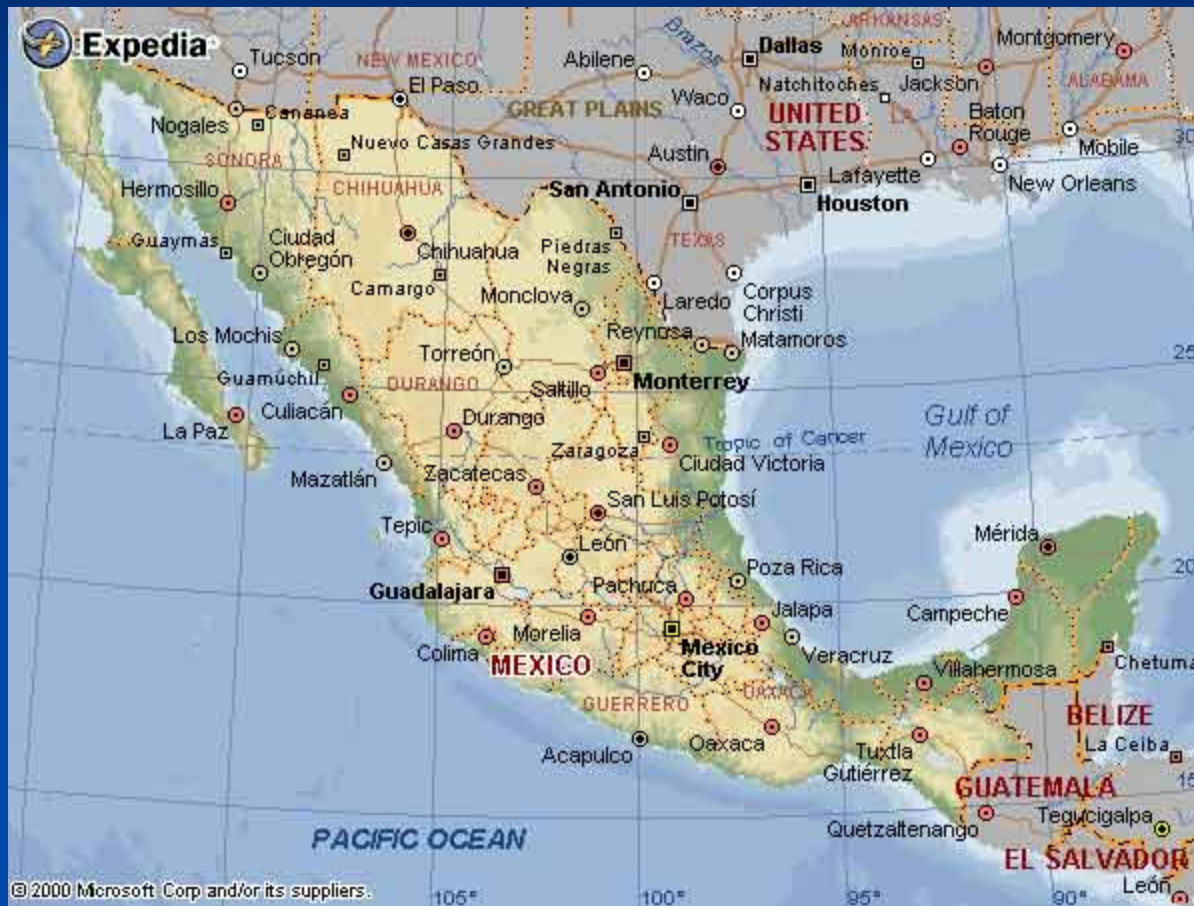 Expedia
Tucson
NEW MEXICO
El Paso
Abilene
Brazos
Dallas
ARKANSAS
Monroe
Montgomery
Natchitoches
Jackson
ALABAMA
GREAT PLAINS
Waco
UNITED
STATES
LA
Baton
Rouge
Nogales
Cananea
Nuevo Casas Grandes
Austin
Mobile
30
SONORA
CHIHUAHUA
San Antonio
Lafayette
New Orleans
Hermosillo
Houston
Guaymas
Ciudad
Obregón
Chihuahua
Piedras
Negras
TEXAS
Camargo
Monclova
Laredo
Corpus
Christi
Los Mochis
Torreón
Reynosa
Matamoros
25
Guamúchil
DURANGO
Saltillo
Monterrey
La Paz
Culiacán
Durango
Gulf of
Mexico
Zaragoza
Tropic of Cancer
Mazatlán
Zacatecas
Ciudad Victoria
San Luis Potosí
Tepic
León
Mérida
Guadalajara
Pachuca
Poza Rica
20
Campeche
Jalapa
Colima
Morelia
MEXICO
Mexico
City
Veracruz
Villahermosa
Chetuma
GUERRERO
OAXACA
BELIZE
Acapulco
Oaxaca
Tuxtla
Gutiérrez
La Ceiba
GUATEMALA
15
PACIFIC OCEAN
Quetzaltenango
Tegucigalpa
EL SALVADOR
León
© 2000 Microsoft Corp and/or its suppliers.
105°
100°
95°
90°